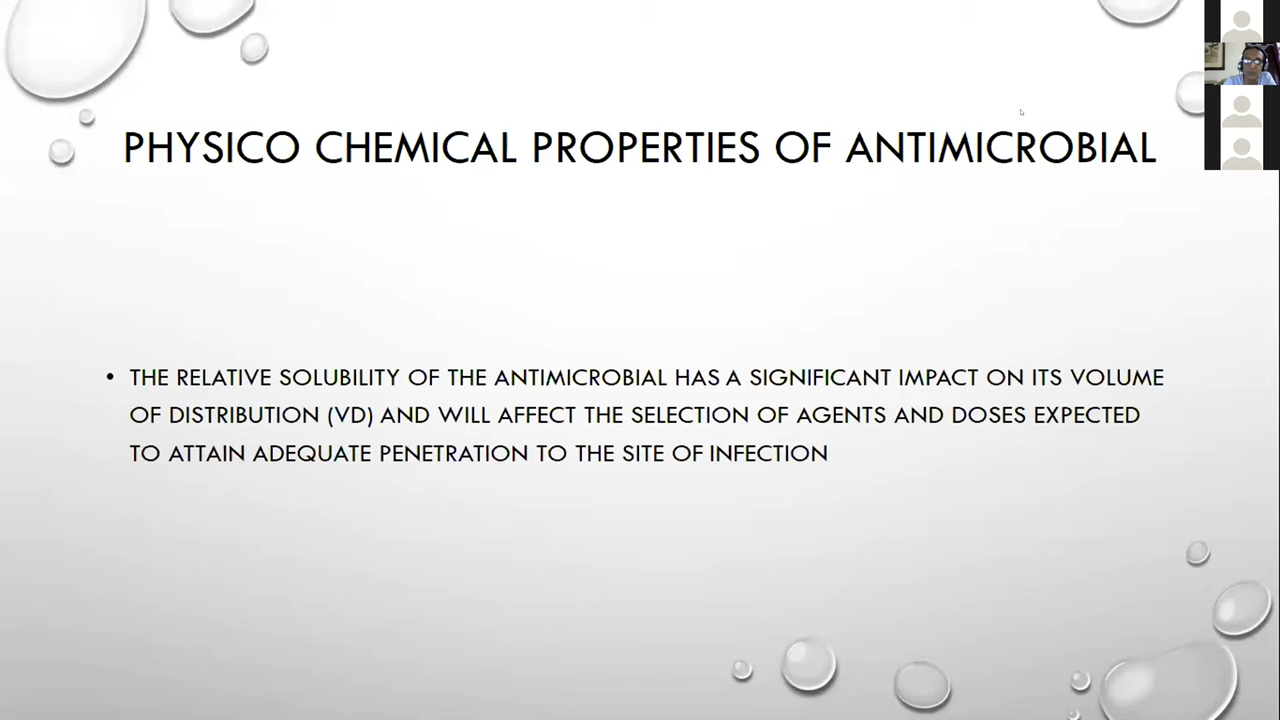 PHYSICO CHEMICAL PROPERTIES OF ANTIMICROBIAL
• THE RELATIVE SOLUBILITY OF THE ANTIMICROBIAL HAS A SIGNIFICANT IMPACT ON ITS VOLUME
OF DISTRIBUTION (VD) AND WILL AFFECT THE SELECTION OF AGENTS AND DOSES EXPECTED
TO ATTAIN ADEQUATE PENETRATION TO THE SITE OF INFECTION